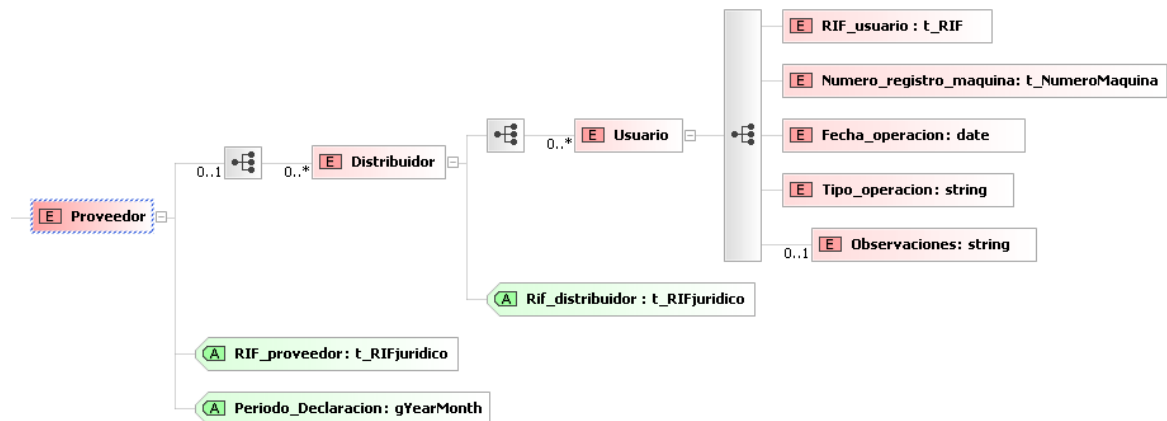 E RIF_usuario : t_RIF
E Numero_registro_maquina: t_NumeroMaquina
0..* E Usuario
E Fecha_operacion: date
0..1 0..* E Distribuidor
E Tipo_operacion: string
E Proveedor
0..1 E Observaciones: string
A Rif_distribuidor : t_RIFjuridico
A RIF_proveedor: t_RIFjuridico
A Periodo_Declaracion: gYearMonth